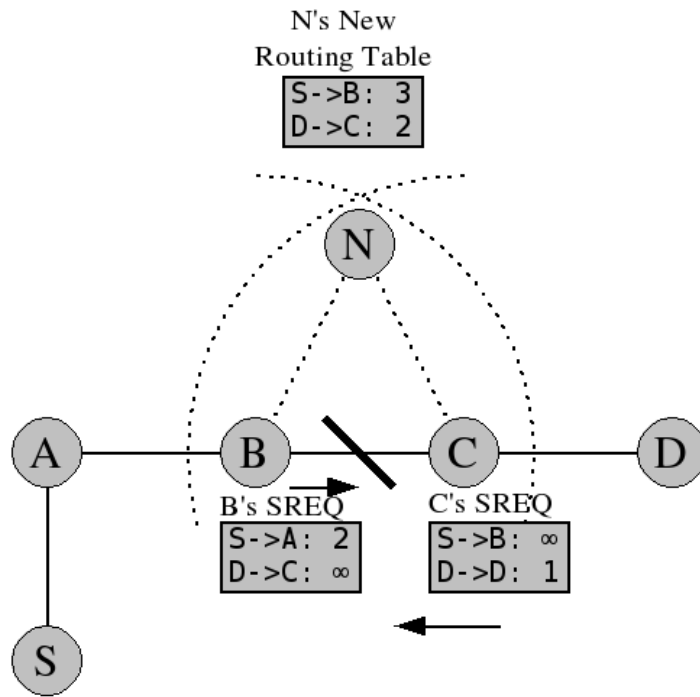 N's New
Routing Table
S->B: 3
D->C: 2
N
A
B
C
D
B's SREQ
S->A: 2
D->C: ∞
C's SREQ
S->B: ∞
D->D: 1
S